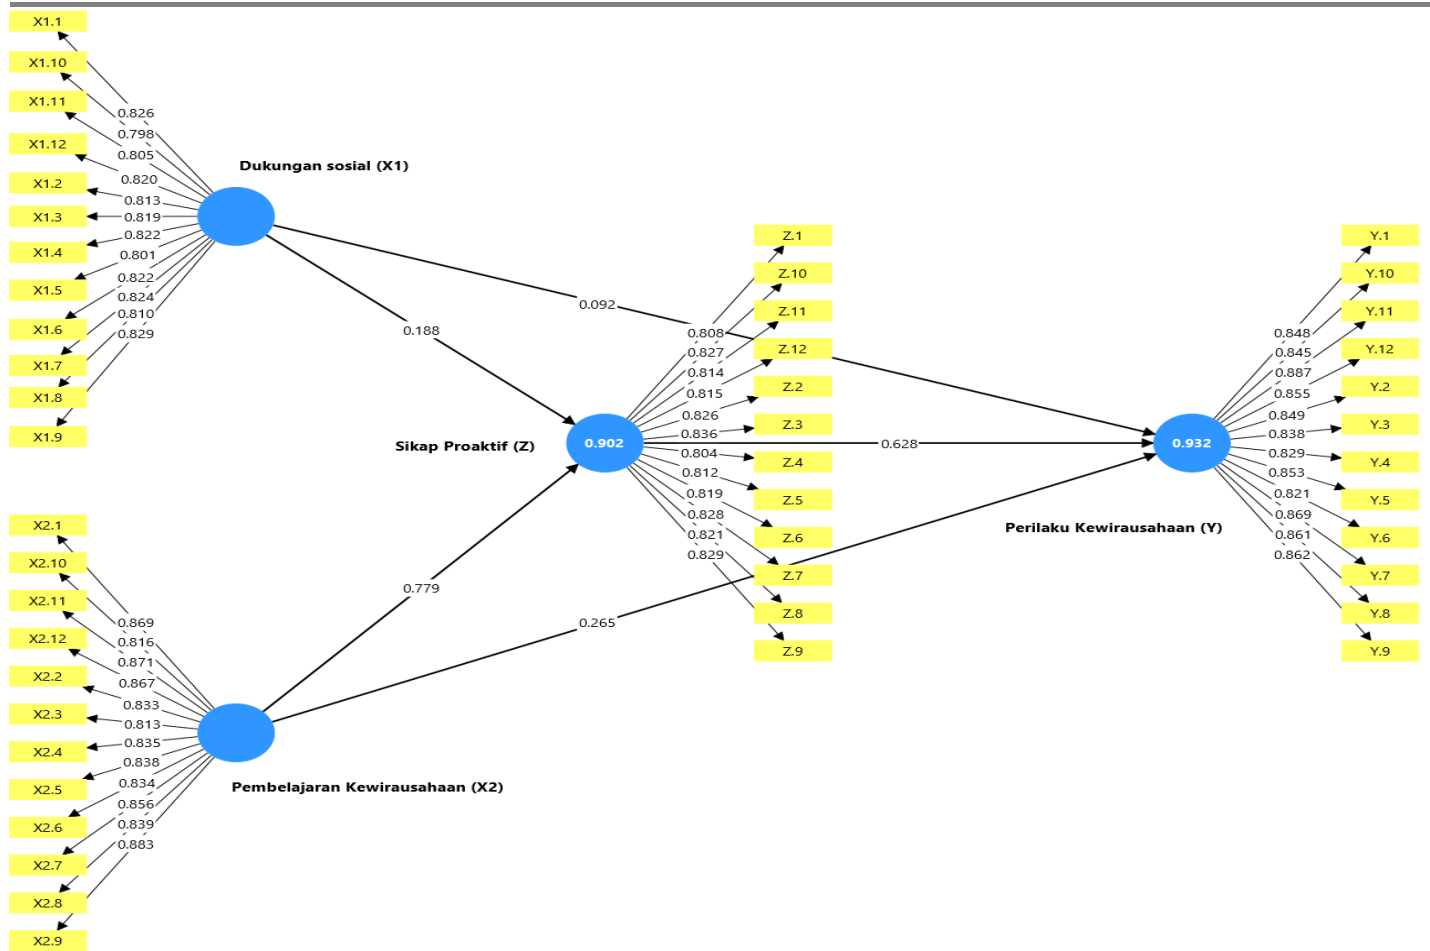 X1.1
X1.10
X1.11
X1.12
X1.2
X1.3
X1.4
X1.5
X1.6
X1.7
X1.8
X1.9
0.826
0.798
0.805
0.820
0.813
0.819
0.822
0.801
0.822
0.824
0.810
0.829
Dukungan sosial (X1)
0.092
0.188
X2.1
X2.10
X2.11
X2.12
X2.2
X2.3
X2.4
X2.5
X2.6
X2.7
X2.8
X2.9
0.869
0.816
0.871
0.867
0.833
0.813
0.835
0.838
0.834
0.856
0.839
0.883
Pembelajaran Kewirausahaan (X2)
0.779
0.265
Sikap Proaktif (Z)
0.902
0.808
0.827
0.814
0.815
0.826
0.836
0.804
0.812
0.819
0.828
0.821
0.829
Z.1
Z.10
Z.11
Z.12
Z.2
Z.3
Z.4
Z.5
Z.6
Z.7
Z.8
Z.9
0.628
0.932
Perilaku Kewirausahaan (Y)
0.848
0.845
0.887
0.855
0.849
0.838
0.829
0.853
0.821
0.869
0.861
0.862
Y.1
Y.10
Y.11
Y.12
Y.2
Y.3
Y.4
Y.5
Y.6
Y.7
Y.8
Y.9